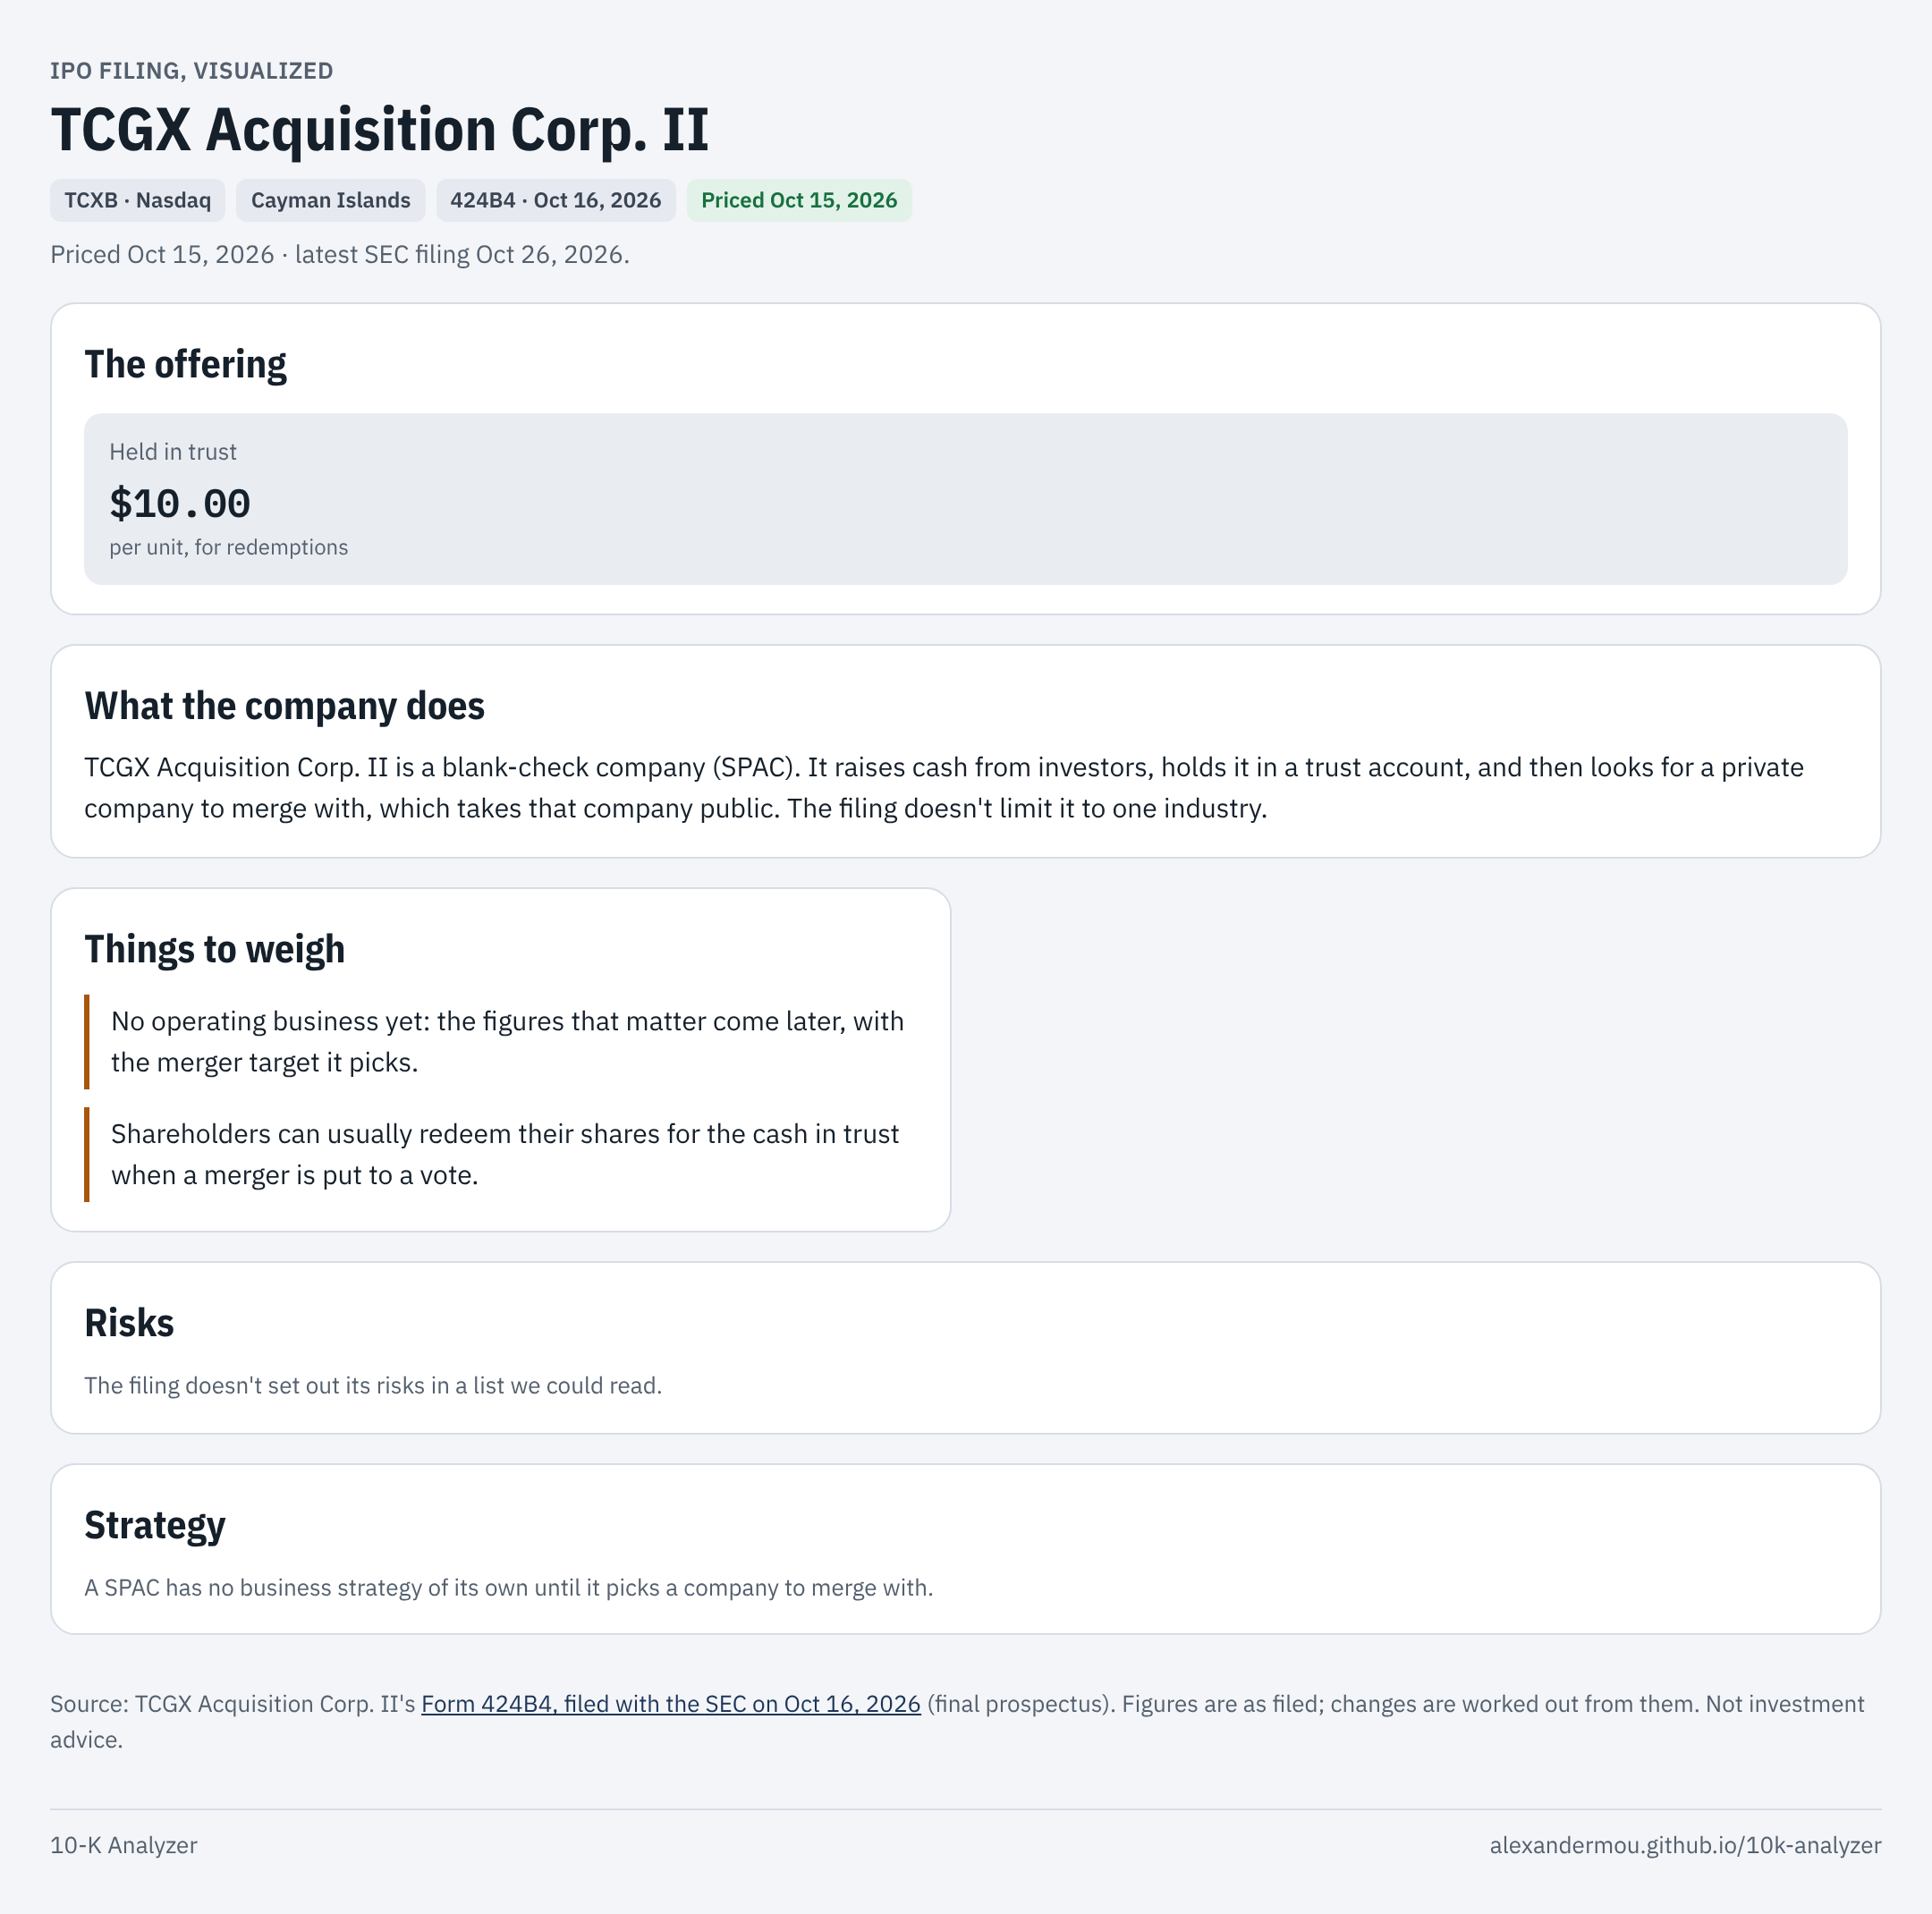 IPO FILING, VISUALIZED
TCGX Acquisition Corp. II
TCXB · Nasdaq Cayman Islands 424B4 · Oct 16, 2026 Priced Oct 15, 2026
Priced Oct 15, 2026 · latest SEC filing Oct 26, 2026.
The offering
Held in trust
$10.00
per unit, for redemptions
What the company does
TCGX Acquisition Corp. II is a blank-check company (SPAC). It raises cash from investors, holds it in a trust account, and then looks for a private
company to merge with, which takes that company public. The filing doesn't limit it to one industry.
Things to weigh
No operating business yet: the figures that matter come later, with
the merger target it picks.
Shareholders can usually redeem their shares for the cash in trust
when a merger is put to a vote.
Risks
The filing doesn't set out its risks in a list we could read.
Strategy
A SPAC has no business strategy of its own until it picks a company to merge with.
Source: TCGX Acquisition Corp. II's Form 424B4, filed with the SEC on Oct 16, 2026 (final prospectus). Figures are as filed; changes are worked out from them. Not investment
advice.
10-K Analyzer
alexandermou.github.io/10k-analyzer